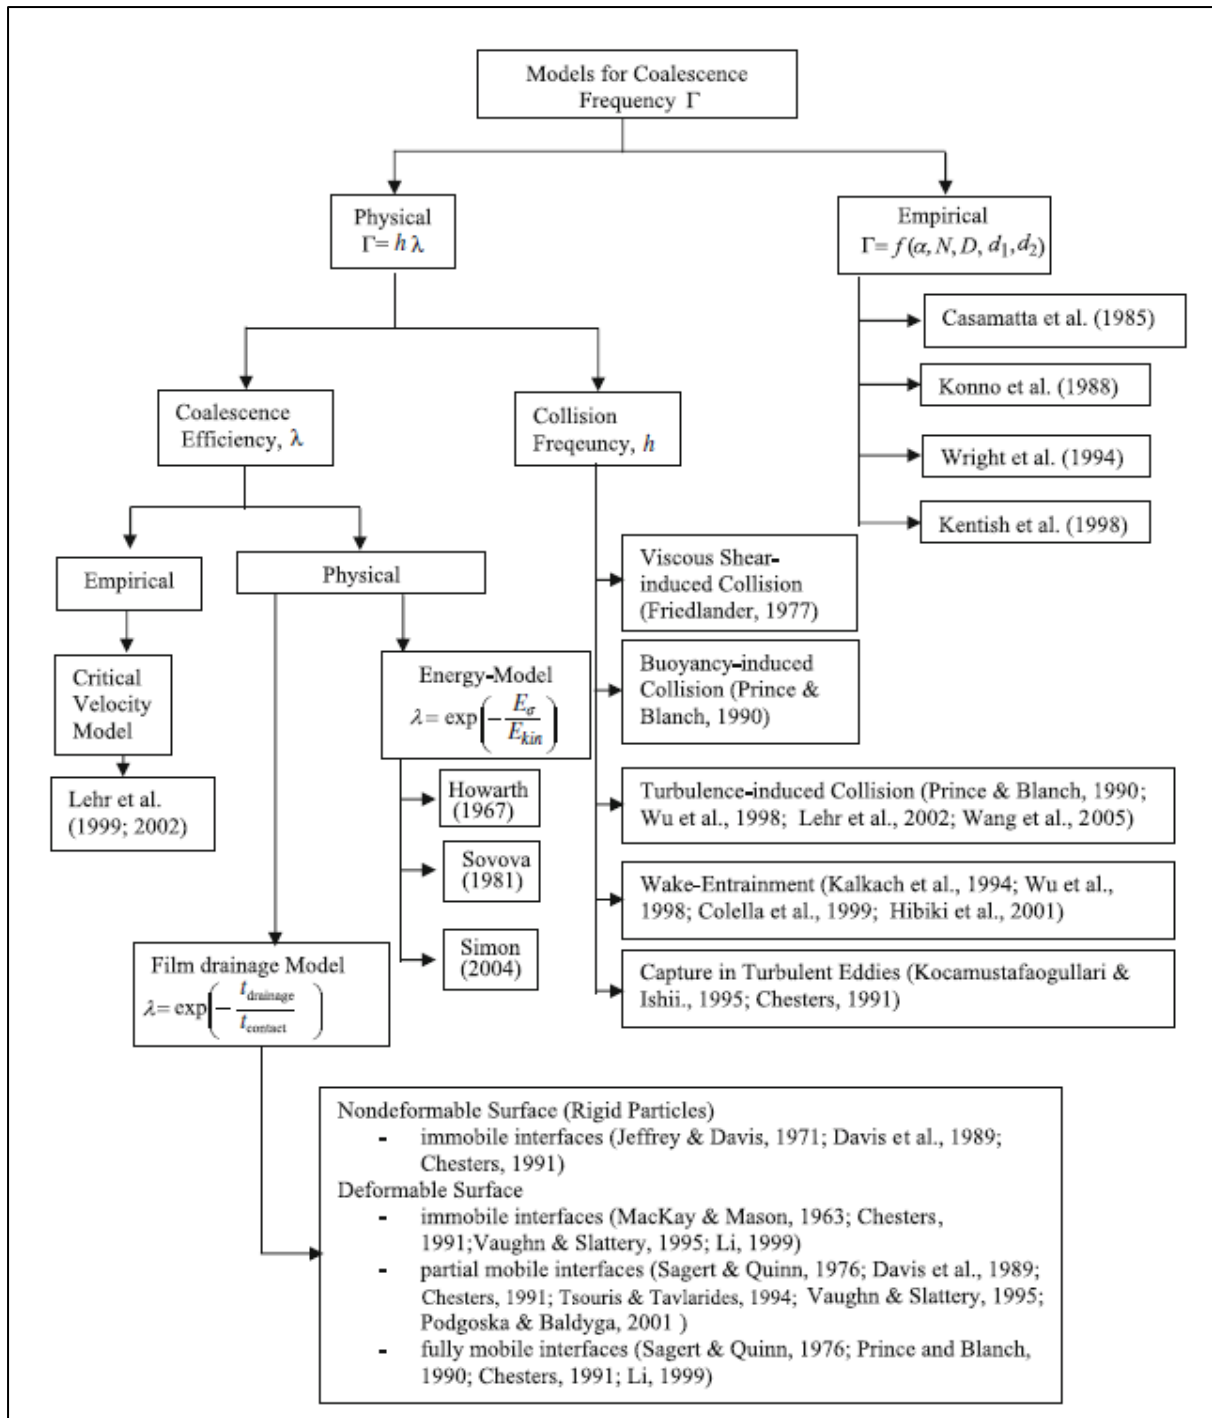 Models for Coalescence
Frequency Γ
Physical
Γ= h λ
Empirical
Γ= f (α, N, D, d₁, d₂)
Casamatta et al. (1985)
Konno et al. (1988)
Wright et al. (1994)
Kentish et al. (1998)
Coalescence
Efficiency, λ
Collision
Freqeuncy, h
Empirical
Physical
Critical
Velocity
Model
Lehr et al.
(1999; 2002)
Energy-Model
λ = exp(−E_σ/E_kin)
Howarth
(1967)
Sovova
(1981)
Simon
(2004)
Viscous Shear-
induced Collision
(Friedlander, 1977)
Buoyancy-induced
Collision (Prince &
Blanch, 1990)
Turbulence-induced Collision (Prince & Blanch, 1990;
Wu et al., 1998; Lehr et al., 2002; Wang et al., 2005)
Wake-Entrainment (Kalkach et al., 1994; Wu et al.,
1998; Colella et al., 1999; Hibiki et al., 2001)
Capture in Turbulent Eddies (Kocamustafaogullari &
Ishii., 1995; Chesters, 1991)
Film drainage Model
λ = exp(−t_drainage/t_contact)
Nondeformable Surface (Rigid Particles)
- immobile interfaces (Jeffrey & Davis, 1971; Davis et al., 1989;
Chesters, 1991)
Deformable Surface
- immobile interfaces (MacKay & Mason, 1963; Chesters,
1991;Vaughn & Slattery, 1995; Li, 1999)
- partial mobile interfaces (Sagert & Quinn, 1976; Davis et al., 1989;
Chesters, 1991; Tsouris & Tavlarides, 1994; Vaughn & Slattery, 1995;
Podgoska & Baldyga, 2001 )
- fully mobile interfaces (Sagert & Quinn, 1976; Prince and Blanch,
1990; Chesters, 1991; Li, 1999)